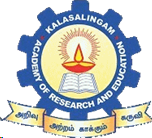 KALASALINGAM
ACADEMY OF RESEARCH AND EDUCATION
அறிவு
அற்றம் காக்கும்
கருவி